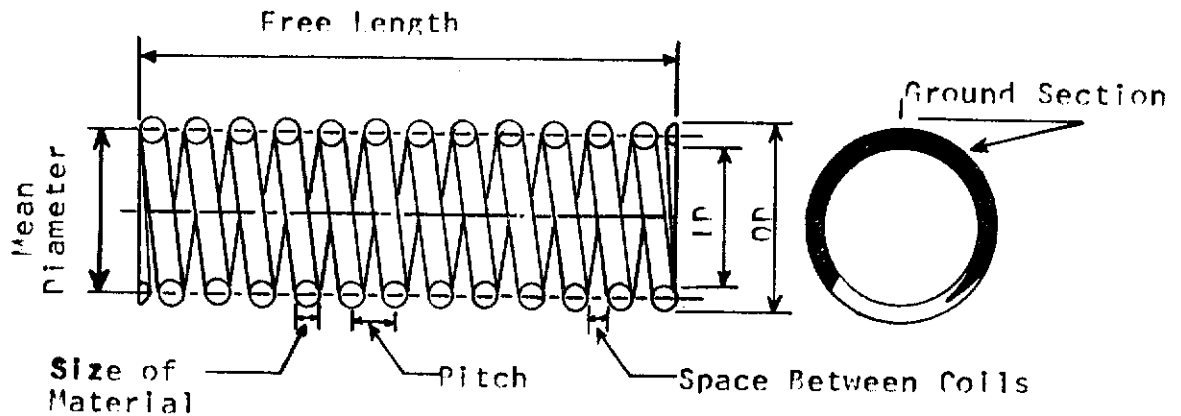 Free Length
Ground Section
Mean
Diameter
ID
OD
Size of
Material
Pitch
Space Between Coils